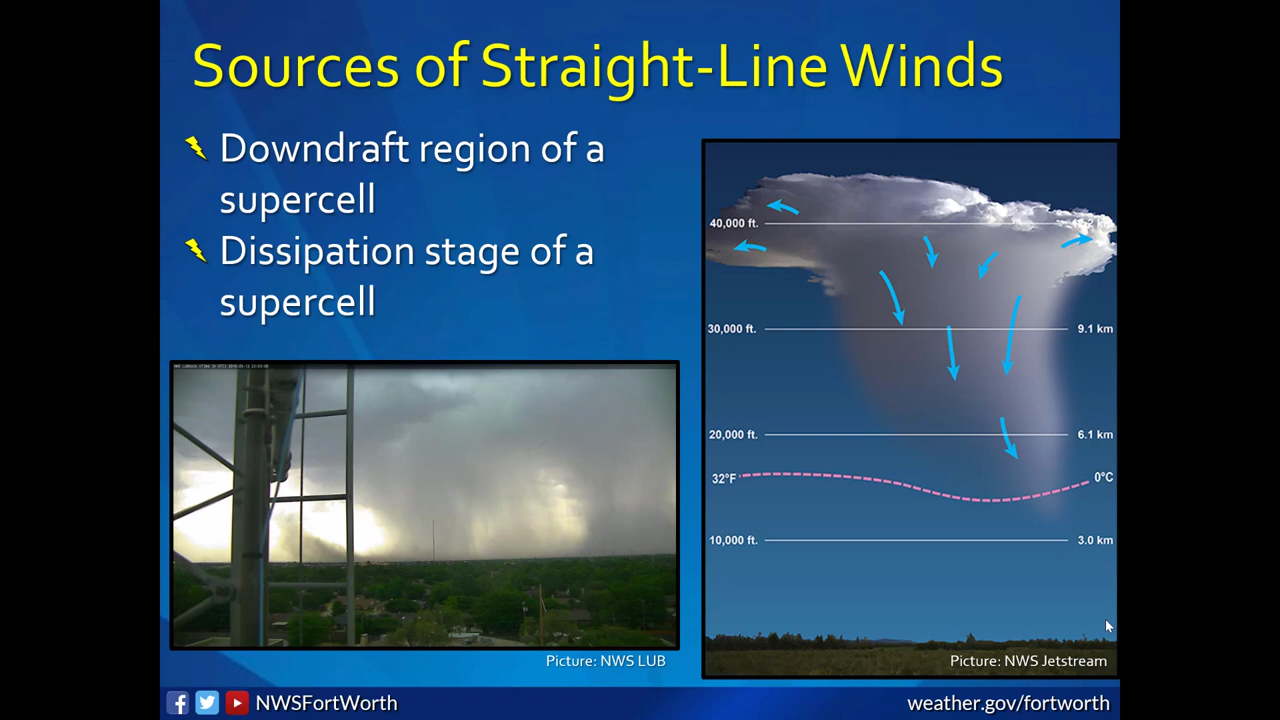 Sources of Straight-Line Winds
Downdraft region of a
supercell
Dissipation stage of a
supercell
40,000 ft.
30,000 ft.
9.1 km
20,000 ft.
6.1 km
32°F
0°C
10,000 ft.
3.0 km
Picture: NWS LUB
Picture: NWS Jetstream
NWSFortWorth
weather.gov/fortworth